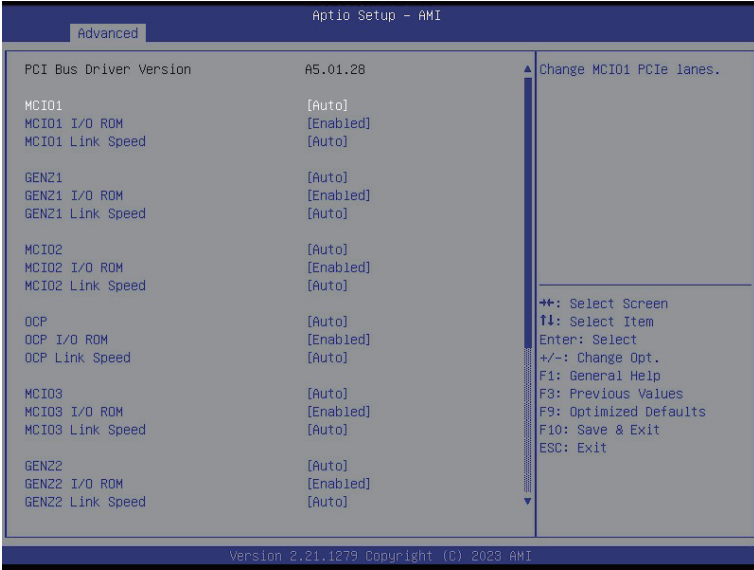 Aptio Setup – AMI
Advanced
PCI Bus Driver Version A5.01.28
MCIO1 [Auto]
MCIO1 I/O ROM [Enabled]
MCIO1 Link Speed [Auto]
GENZ1 [Auto]
GENZ1 I/O ROM [Enabled]
GENZ1 Link Speed [Auto]
MCIO2 [Auto]
MCIO2 I/O ROM [Enabled]
MCIO2 Link Speed [Auto]
OCP [Auto]
OCP I/O ROM [Enabled]
OCP Link Speed [Auto]
MCIO3 [Auto]
MCIO3 I/O ROM [Enabled]
MCIO3 Link Speed [Auto]
GENZ2 [Auto]
GENZ2 I/O ROM [Enabled]
GENZ2 Link Speed [Auto]
Change MCIO1 PCIe lanes.
→←: Select Screen
↑↓: Select Item
Enter: Select
+/-: Change Opt.
F1: General Help
F3: Previous Values
F9: Optimized Defaults
F10: Save & Exit
ESC: Exit
Version 2.21.1279 Copyright (C) 2023 AMI